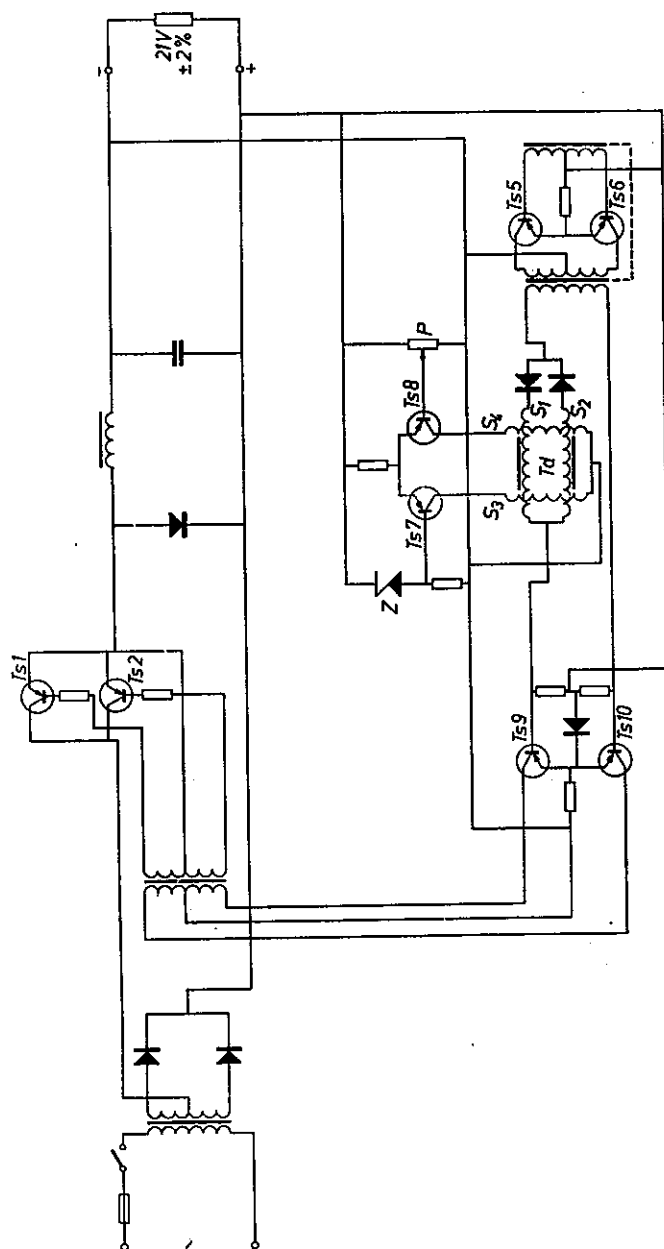 21V
±2%
-
+
Ts1
Ts2
Ts5
Ts6
P
Ts8
Ts7
Z
S4
S3
S1
S2
Td
Ts9
Ts10